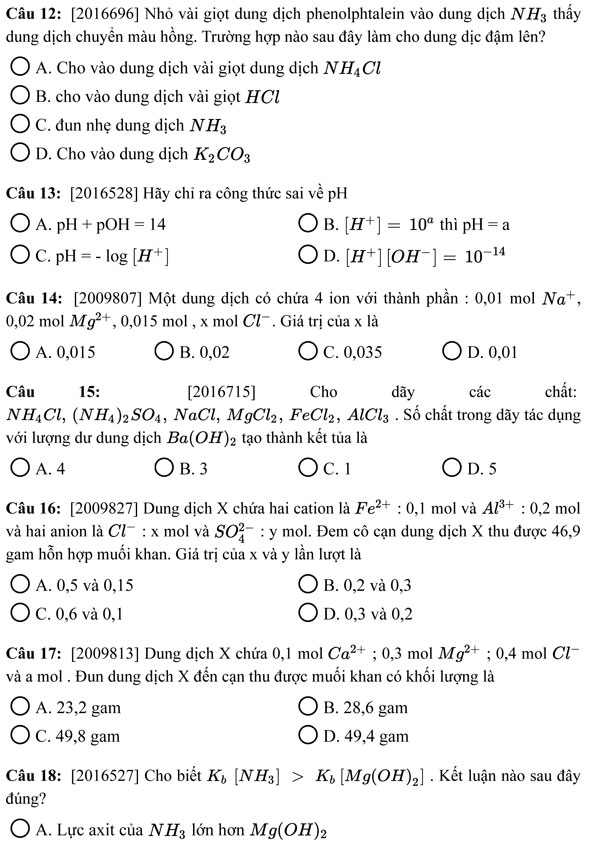 Câu 12: [2016696] Nhỏ vài giọt dung dịch phenolphtalein vào dung dịch NH₃ thấy
dung dịch chuyển màu hồng. Trường hợp nào sau đây làm cho dung dịc đậm lên?
A. Cho vào dung dịch vài giọt dung dịch NH₄Cl
B. cho vào dung dịch vài giọt HCl
C. đun nhẹ dung dịch NH₃
D. Cho vào dung dịch K₂CO₃
Câu 13: [2016528] Hãy chỉ ra công thức sai về pH
A. pH + pOH = 14 B. [H⁺] = 10ᵃ thì pH = a
C. pH = - log [H⁺] D. [H⁺] [OH⁻] = 10⁻¹⁴
Câu 14: [2009807] Một dung dịch có chứa 4 ion với thành phần : 0,01 mol Na⁺,
0,02 mol Mg²⁺, 0,015 mol , x mol Cl⁻. Giá trị của x là
A. 0,015 B. 0,02 C. 0,035 D. 0,01
Câu 15: [2016715] Cho dãy các chất:
NH₄Cl, (NH₄)₂SO₄, NaCl, MgCl₂, FeCl₂, AlCl₃ . Số chất trong dãy tác dụng
với lượng dư dung dịch Ba(OH)₂ tạo thành kết tủa là
A. 4 B. 3 C. 1 D. 5
Câu 16: [2009827] Dung dịch X chứa hai cation là Fe²⁺ : 0,1 mol và Al³⁺ : 0,2 mol
và hai anion là Cl⁻ : x mol và SO₄²⁻ : y mol. Đem cô cạn dung dịch X thu được 46,9
gam hỗn hợp muối khan. Giá trị của x và y lần lượt là
A. 0,5 và 0,15 B. 0,2 và 0,3
C. 0,6 và 0,1 D. 0,3 và 0,2
Câu 17: [2009813] Dung dịch X chứa 0,1 mol Ca²⁺ ; 0,3 mol Mg²⁺ ; 0,4 mol Cl⁻
và a mol . Đun dung dịch X đến cạn thu được muối khan có khối lượng là
A. 23,2 gam B. 28,6 gam
C. 49,8 gam D. 49,4 gam
Câu 18: [2016527] Cho biết K_b [NH₃] > K_b [Mg(OH)₂] . Kết luận nào sau đây
đúng?
A. Lực axit của NH₃ lớn hơn Mg(OH)₂